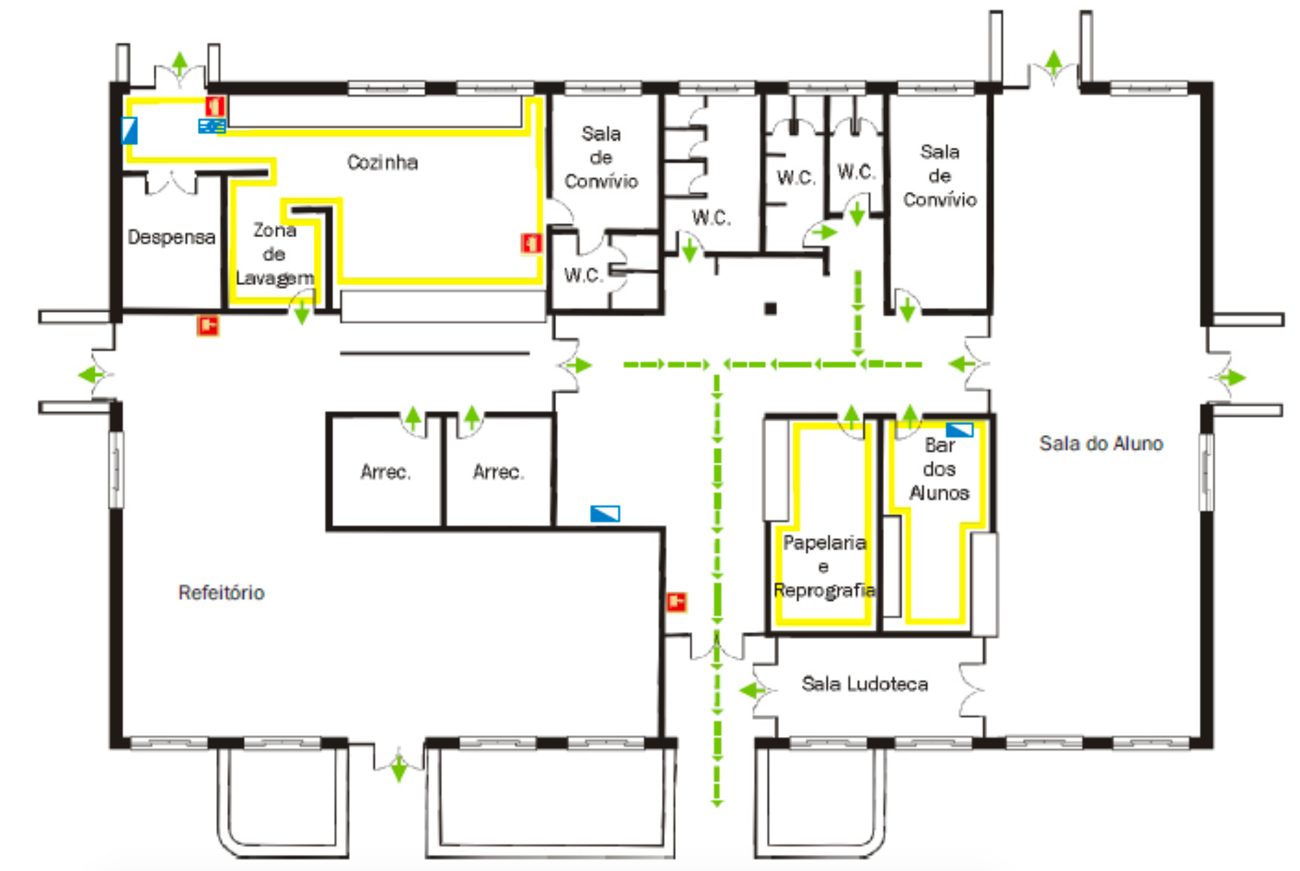 Sala
de
Convívio
Cozinha
Sala
de
Convívio
W.C.
W.C.
W.C.
Despensa
Zona
de
Lavagem
W.C.
Sala do Aluno
Arrec.
Arrec.
Bar
dos
Alunos
Papelaria
e
Reprografia
Refeitório
Sala Ludoteca